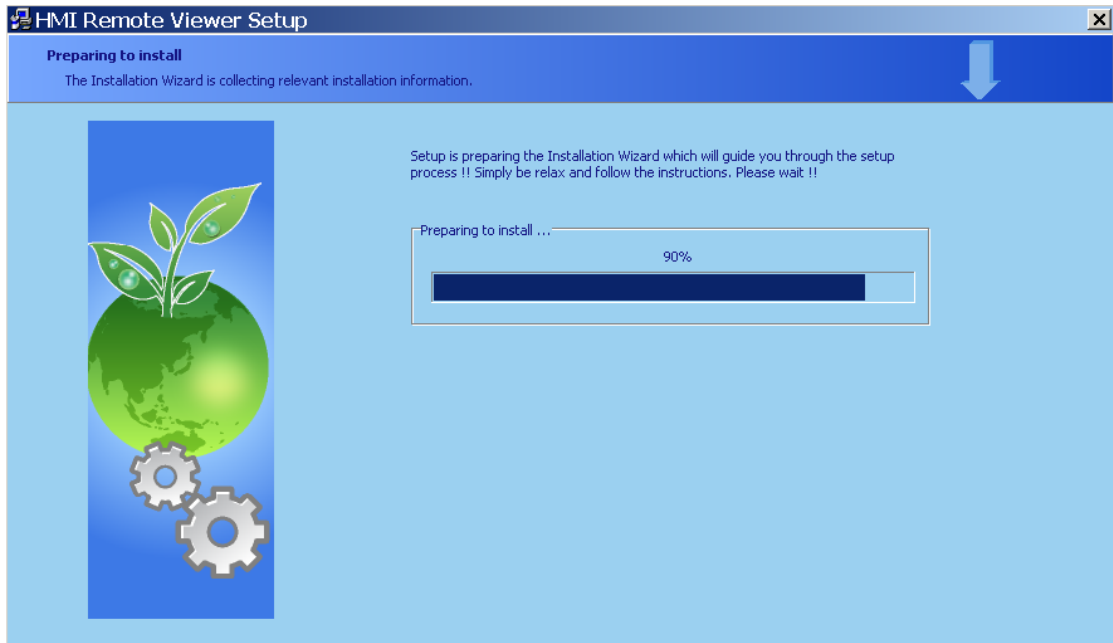 HMI Remote Viewer Setup
Preparing to install
The Installation Wizard is collecting relevant installation information.
Setup is preparing the Installation Wizard which will guide you through the setup
process !! Simply be relax and follow the instructions. Please wait !!
Preparing to install ...
90%